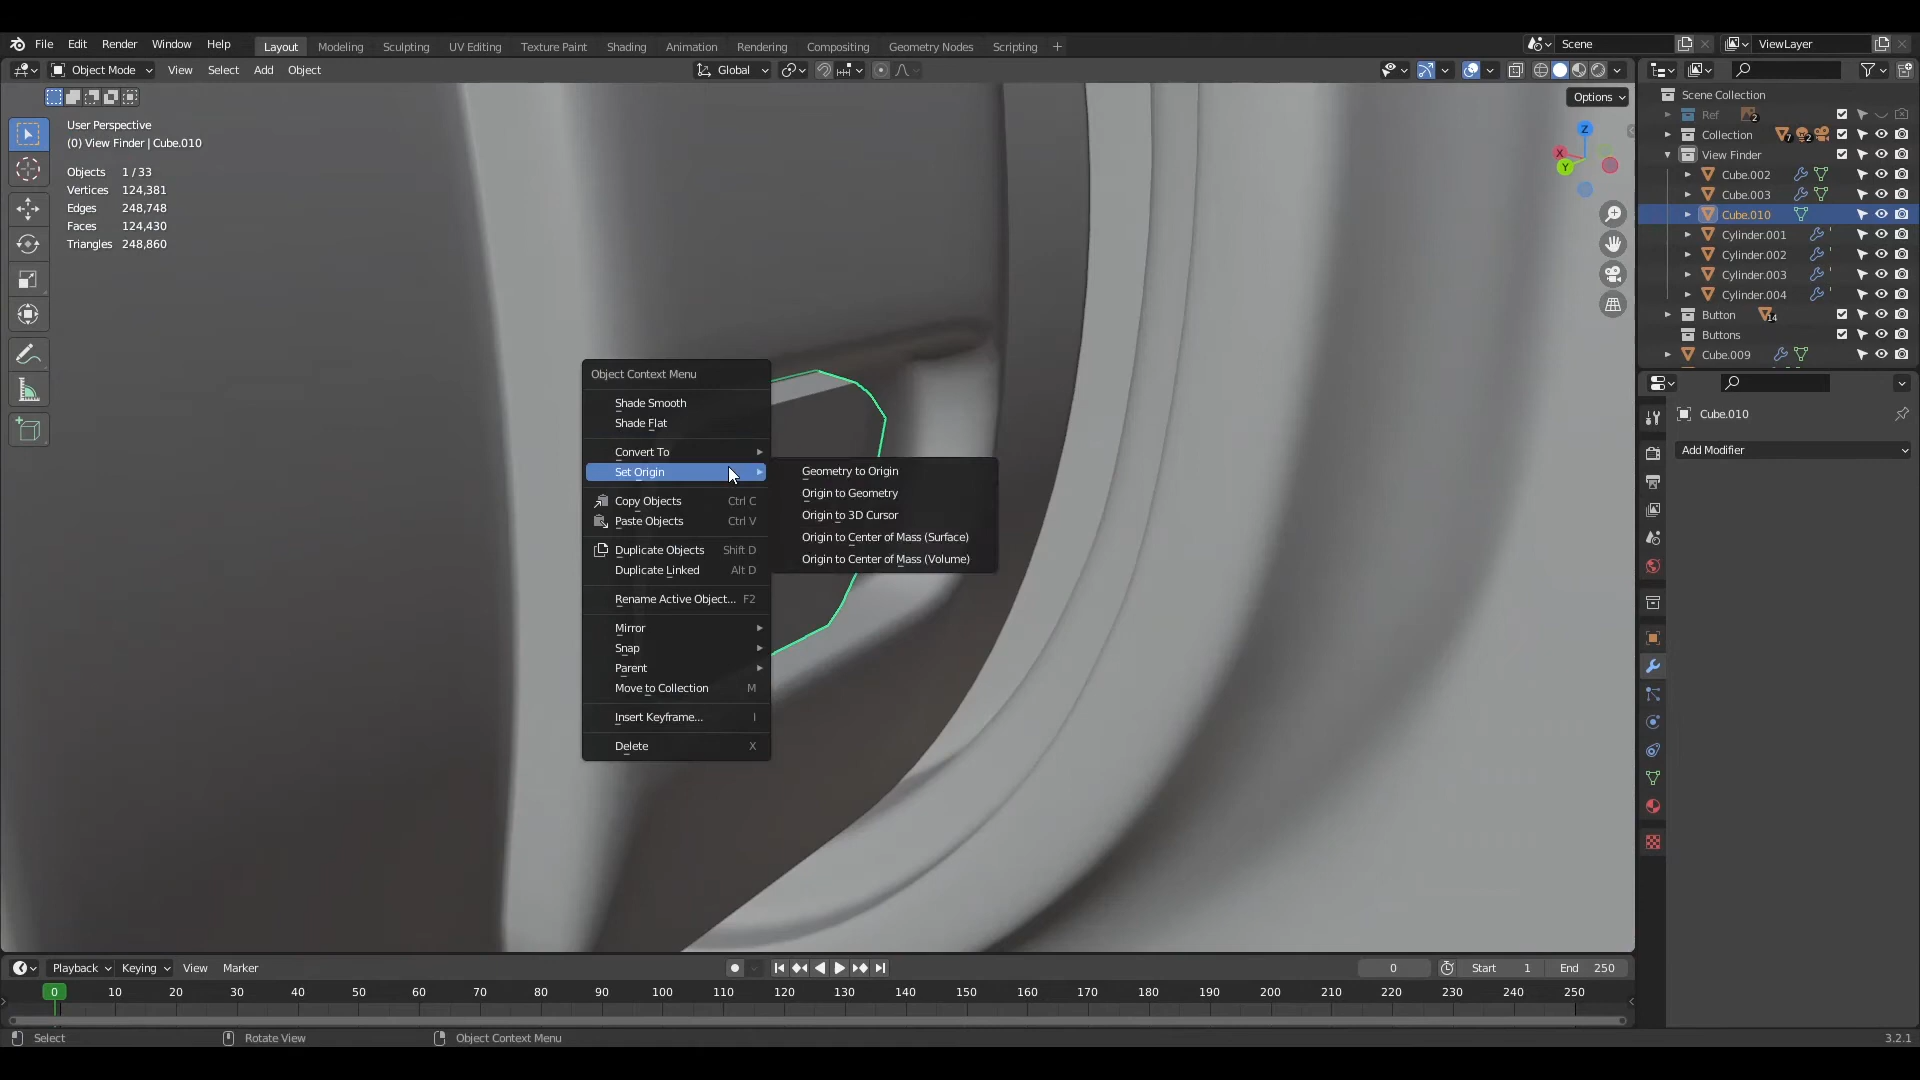 File Edit Render Window Help
Layout Modeling Sculpting UV Editing Texture Paint Shading Animation Rendering Compositing Geometry Nodes Scripting +
Scene
ViewLayer
Object Mode View Select Add Object
Global
Options
User Perspective
(0) View Finder | Cube.010
Objects 1 / 33
Vertices 124,381
Edges 248,748
Faces 124,430
Triangles 248,860
Z
X
Y
Object Context Menu
Shade Smooth
Shade Flat
Convert To
Set Origin
Copy Objects Ctrl C
Paste Objects Ctrl V
Duplicate Objects Shift D
Duplicate Linked Alt D
Rename Active Object... F2
Mirror
Snap
Parent
Move to Collection M
Insert Keyframe... I
Delete X
Geometry to Origin
Origin to Geometry
Origin to 3D Cursor
Origin to Center of Mass (Surface)
Origin to Center of Mass (Volume)
Scene Collection
Ref 2
Collection 7 2
View Finder
Cube.002
Cube.003
Cube.010
Cylinder.001
Cylinder.002
Cylinder.003
Cylinder.004
Button 14
Buttons
Cube.009
Cube.010
Add Modifier
Playback Keying View Marker
0 Start 1 End 250
0 10 20 30 40 50 60 70 80 90 100 110 120 130 140 150 160 170 180 190 200 210 220 230 240 250
Select Rotate View Object Context Menu 3.2.1